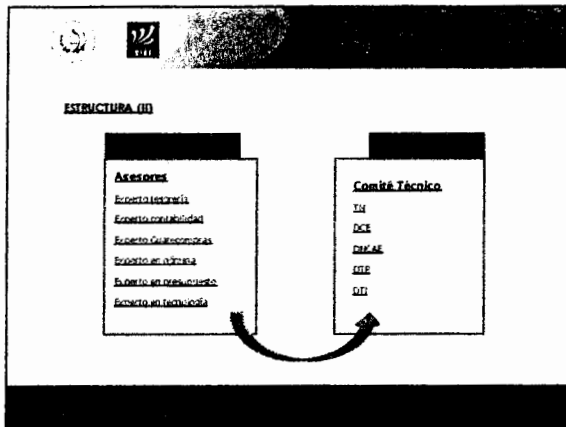 ESTRUCTURA (II)
Asesores
Experto tesorería
Experto contabilidad
Experto Guatecompras
Experto en nómina
Experto en presupuesto
Experto en tecnología
Comité Técnico
TN
DCE
DNCAE
DTP
DTI